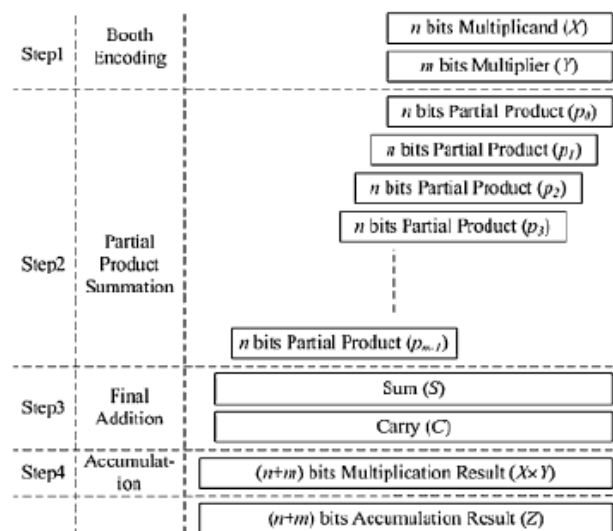 Step1
Booth
Encoding
n bits Multiplicand (X)
m bits Multiplier (Y)
Step2
Partial
Product
Summation
n bits Partial Product (p0)
n bits Partial Product (p1)
n bits Partial Product (p2)
n bits Partial Product (p3)
n bits Partial Product (pm-1)
Step3
Final
Addition
Sum (S)
Carry (C)
Step4
Accumulat-
ion
(n+m) bits Multiplication Result (X×Y)
(n+m) bits Accumulation Result (Z)